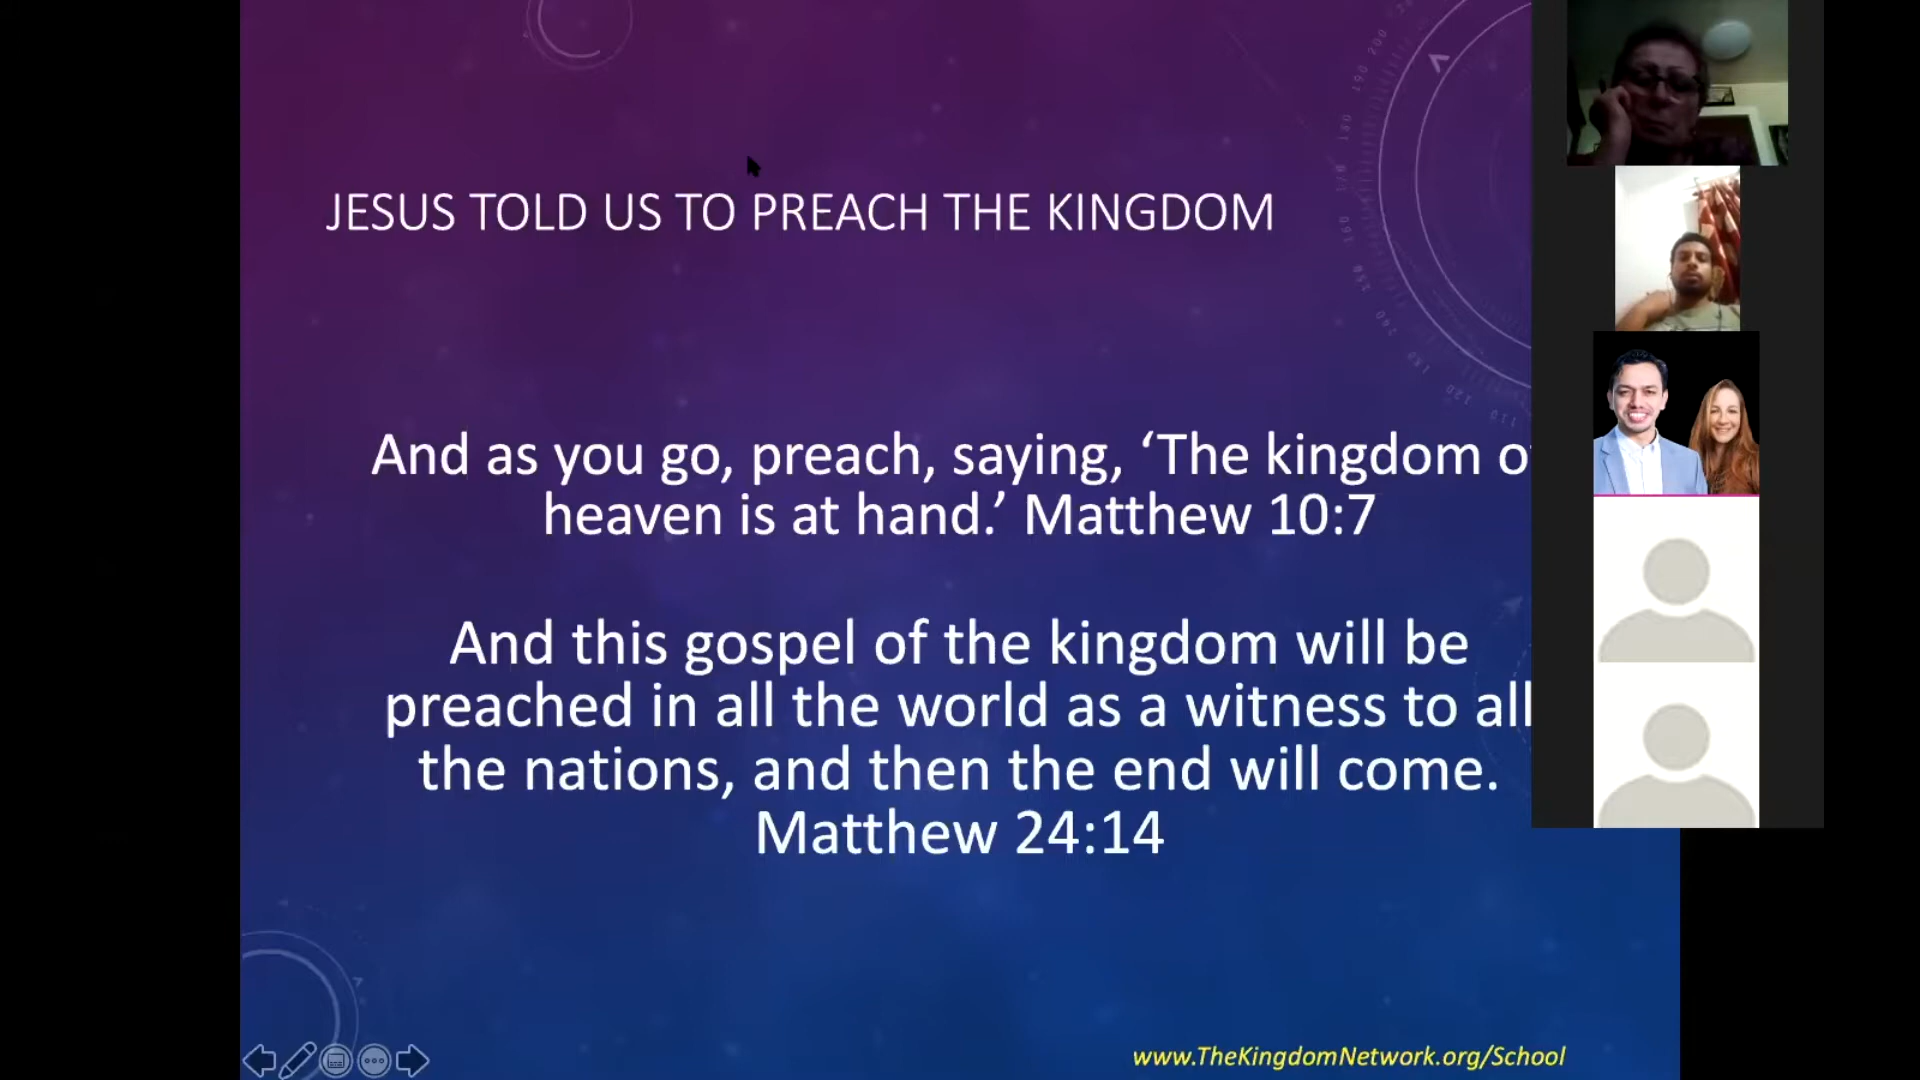 JESUS TOLD US TO PREACH THE KINGDOM
And as you go, preach, saying, ‘The kingdom of
heaven is at hand.’ Matthew 10:7
And this gospel of the kingdom will be
preached in all the world as a witness to all
the nations, and then the end will come.
Matthew 24:14
www.TheKingdomNetwork.org/School